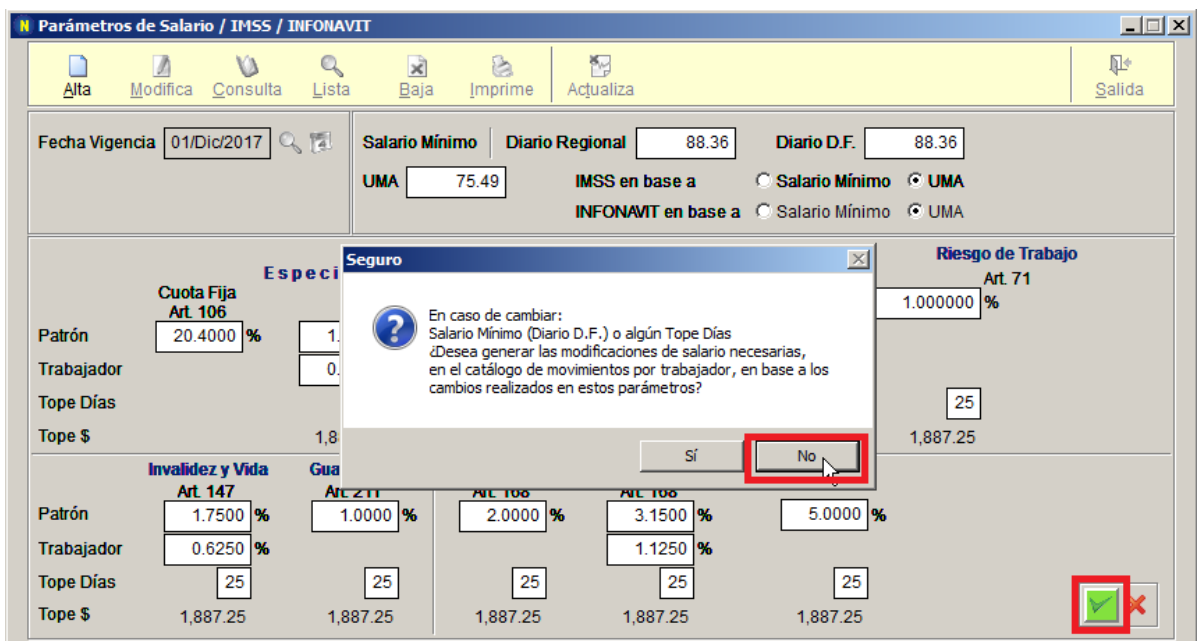 N Parámetros de Salario / IMSS / INFONAVIT
Alta Modifica Consulta Lista Baja Imprime Actualiza Salida
Fecha Vigencia 01/Dic/2017 Salario Mínimo Diario Regional 88.36 Diario D.F. 88.36
UMA 75.49 IMSS en base a Salario Mínimo UMA
INFONAVIT en base a Salario Mínimo UMA
Seguro
En caso de cambiar:
Salario Mínimo (Diario D.F.) o algún Tope Días
¿Desea generar las modificaciones de salario necesarias,
en el catálogo de movimientos por trabajador, en base a los
cambios realizados en estos parámetros?
Sí No
Especi Riesgo de Trabajo
Cuota Fija Art. 71
Art. 106 1.000000 %
Patrón 20.4000 % 1.
Trabajador 0.
Tope Días 25
Tope $ 1,8 1,887.25
Invalidez y Vida Gua
Art. 147 Art. 211 Art. 168 Art. 168
Patrón 1.7500 % 1.0000 % 2.0000 % 3.1500 % 5.0000 %
Trabajador 0.6250 % 1.1250 %
Tope Días 25 25 25 25 25
Tope $ 1,887.25 1,887.25 1,887.25 1,887.25 1,887.25